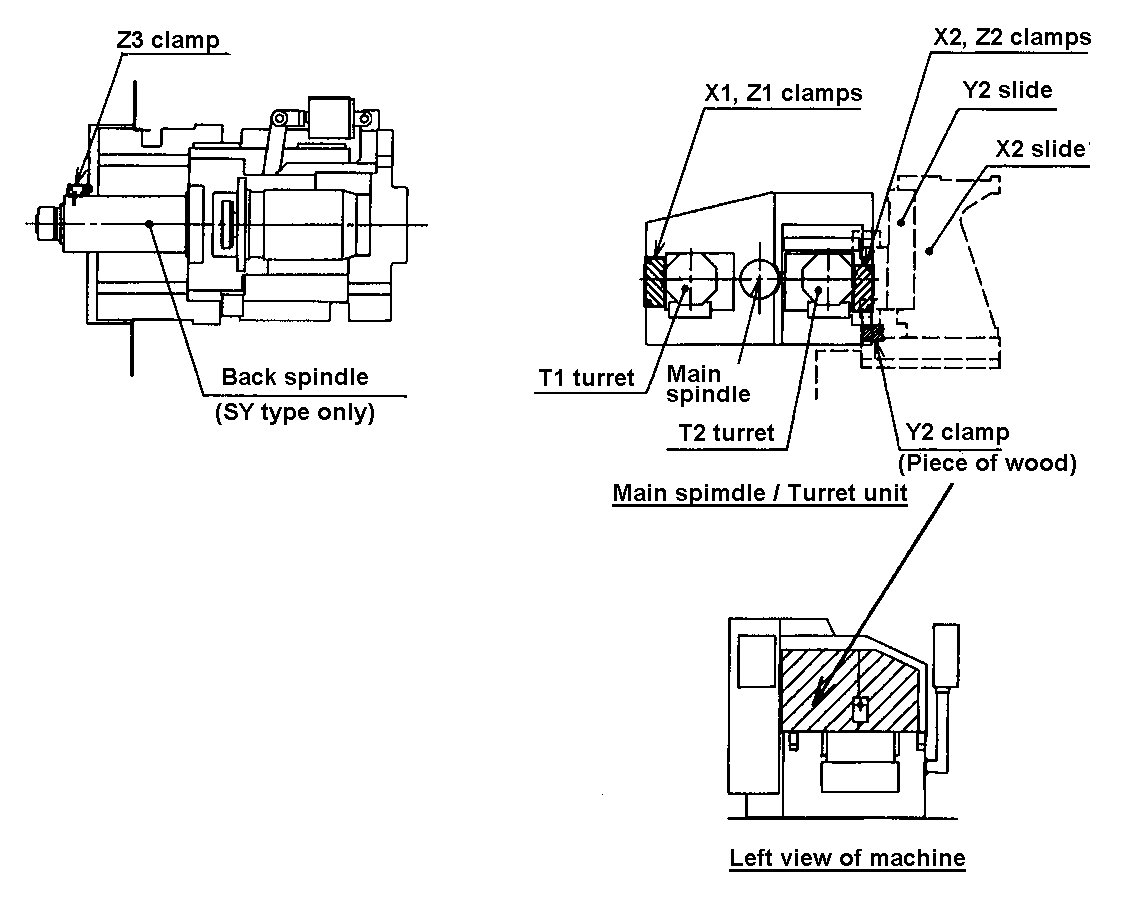 Z3 clamp
X2, Z2 clamps
X1, Z1 clamps
Y2 slide
X2 slide
Back spindle
(SY type only)
T1 turret
Main
spindle
T2 turret
Y2 clamp
(Piece of wood)
Main spimdle / Turret unit
Left view of machine